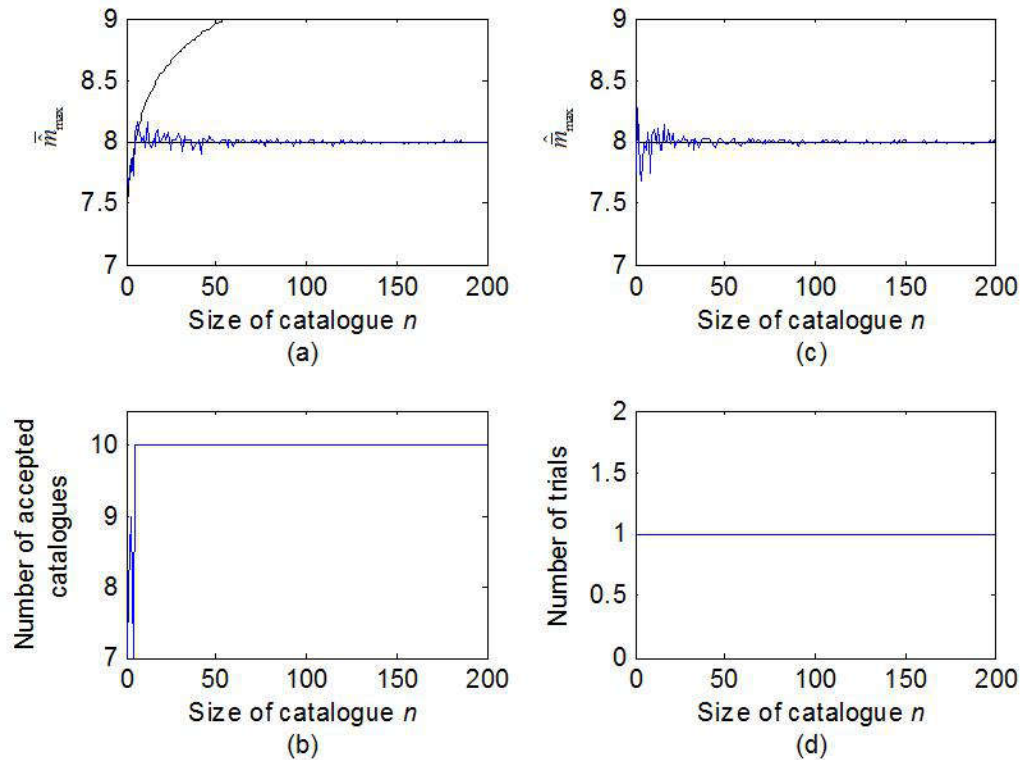 9
8.5
8
7.5
7
m̂̄max
0 50 100 150 200
Size of catalogue n
(a)
9
8.5
8
7.5
7
m̂̄max
0 50 100 150 200
Size of catalogue n
(c)
10
9
8
7
Number of accepted
catalogues
0 50 100 150 200
Size of catalogue n
(b)
2
1.5
1
0.5
0
Number of trials
0 50 100 150 200
Size of catalogue n
(d)